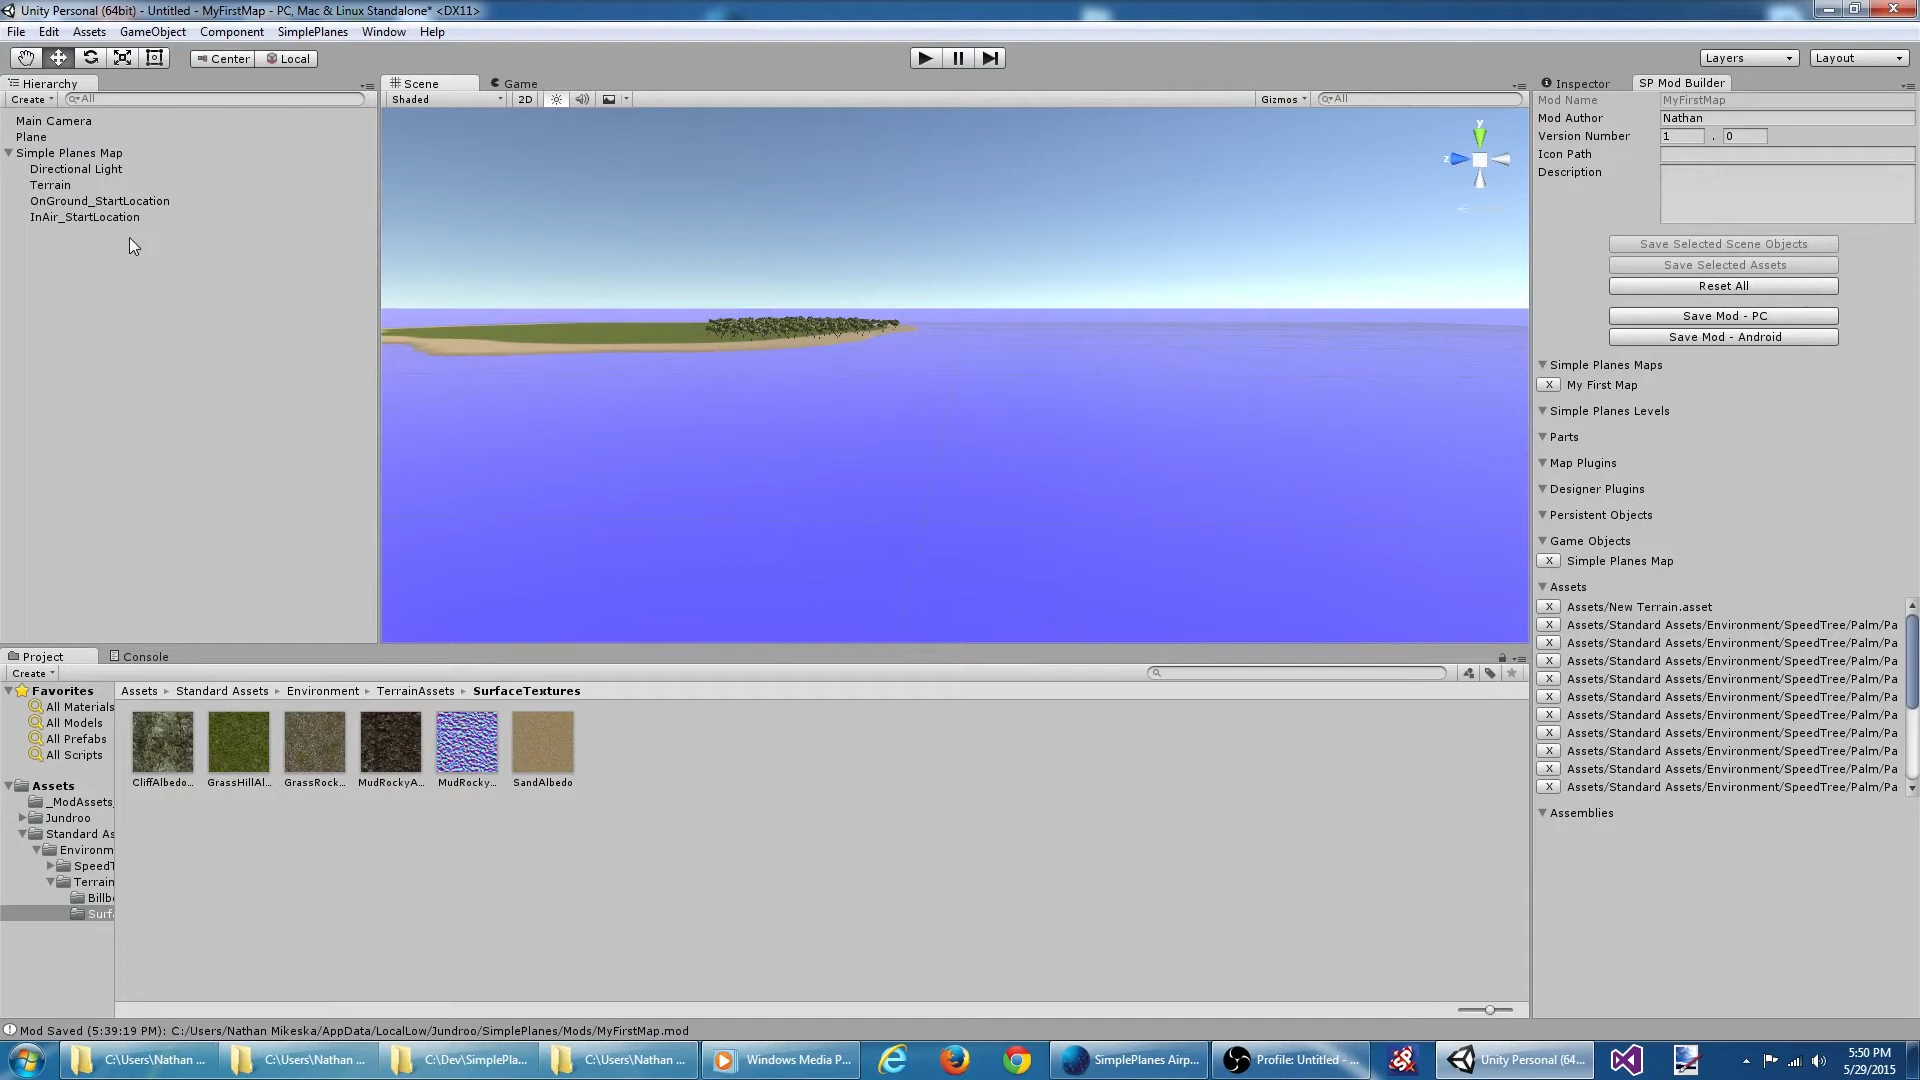 Unity Personal (64bit) - Untitled - MyFirstMap - PC, Mac & Linux Standalone* <DX11>
File Edit Assets GameObject Component SimplePlanes Window Help
Center Local Layers Layout
Hierarchy
Create All
Main Camera
Plane
Simple Planes Map
Directional Light
Terrain
OnGround_StartLocation
InAir_StartLocation
Scene Game
Shaded 2D Gizmos All
y
z
Inspector SP Mod Builder
Mod Name MyFirstMap
Mod Author Nathan
Version Number 1 . 0
Icon Path
Description
Save Selected Scene Objects
Save Selected Assets
Reset All
Save Mod - PC
Save Mod - Android
Simple Planes Maps
X My First Map
Simple Planes Levels
Parts
Map Plugins
Designer Plugins
Persistent Objects
Game Objects
X Simple Planes Map
Assets
X Assets/New Terrain.asset
X Assets/Standard Assets/Environment/SpeedTree/Palm/Pa
X Assets/Standard Assets/Environment/SpeedTree/Palm/Pa
X Assets/Standard Assets/Environment/SpeedTree/Palm/Pa
X Assets/Standard Assets/Environment/SpeedTree/Palm/Pa
X Assets/Standard Assets/Environment/SpeedTree/Palm/Pa
X Assets/Standard Assets/Environment/SpeedTree/Palm/Pa
X Assets/Standard Assets/Environment/SpeedTree/Palm/Pa
X Assets/Standard Assets/Environment/SpeedTree/Palm/Pa
X Assets/Standard Assets/Environment/SpeedTree/Palm/Pa
X Assets/Standard Assets/Environment/SpeedTree/Palm/Pa
Assemblies
Project Console
Create
Favorites
All Materials
All Models
All Prefabs
All Scripts
Assets
_ModAssets
Jundroo
Standard As
Environm
SpeedT
Terrain
Billb
Surf
Assets Standard Assets Environment TerrainAssets SurfaceTextures
CliffAlbedo... GrassHillAl... GrassRock... MudRockyA... MudRocky... SandAlbedo
Mod Saved (5:39:19 PM): C:/Users/Nathan Mikeska/AppData/LocalLow/Jundroo/SimplePlanes/Mods/MyFirstMap.mod
C:\Users\Nathan ... C:\Users\Nathan ... C:\Dev\SimplePla... C:\Users\Nathan ... Windows Media P... SimplePlanes Airp... Profile: Untitled - ... Unity Personal (64...
5:50 PM
5/29/2015